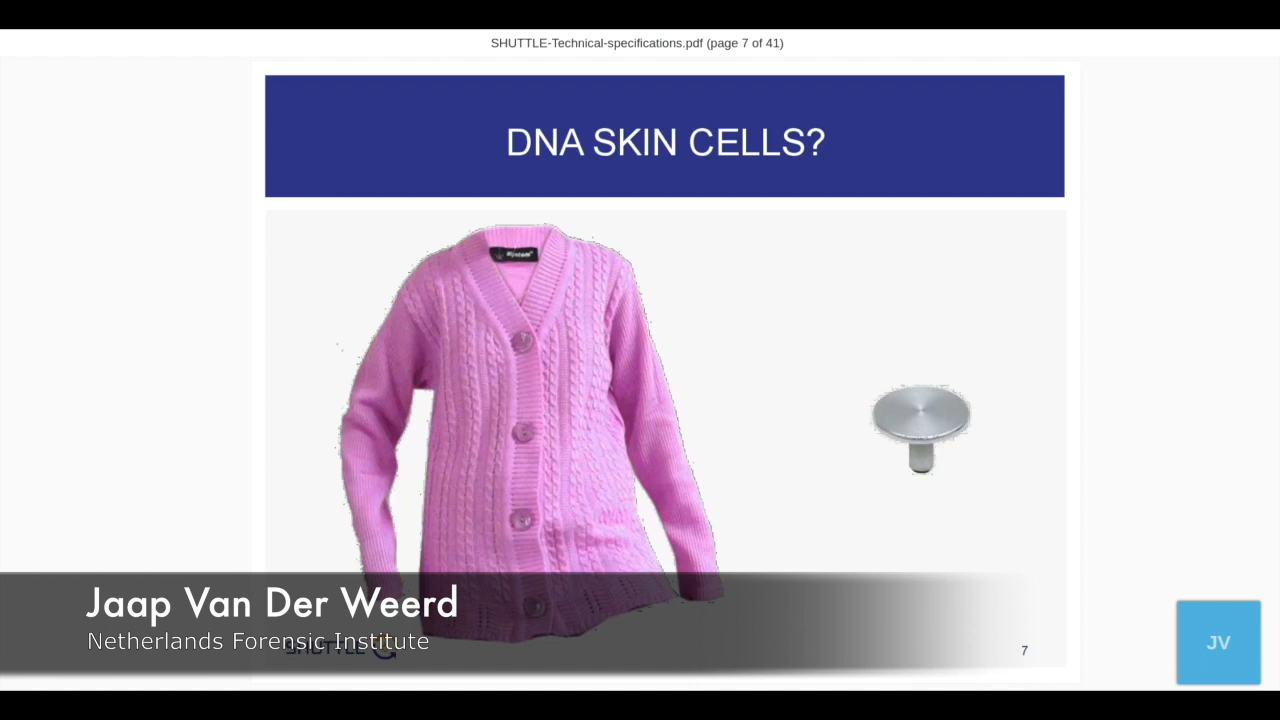 SHUTTLE-Technical-specifications.pdf (page 7 of 41)
DNA SKIN CELLS?
Jaap Van Der Weerd
Netherlands Forensic Institute
SHUTTLE
7
JV